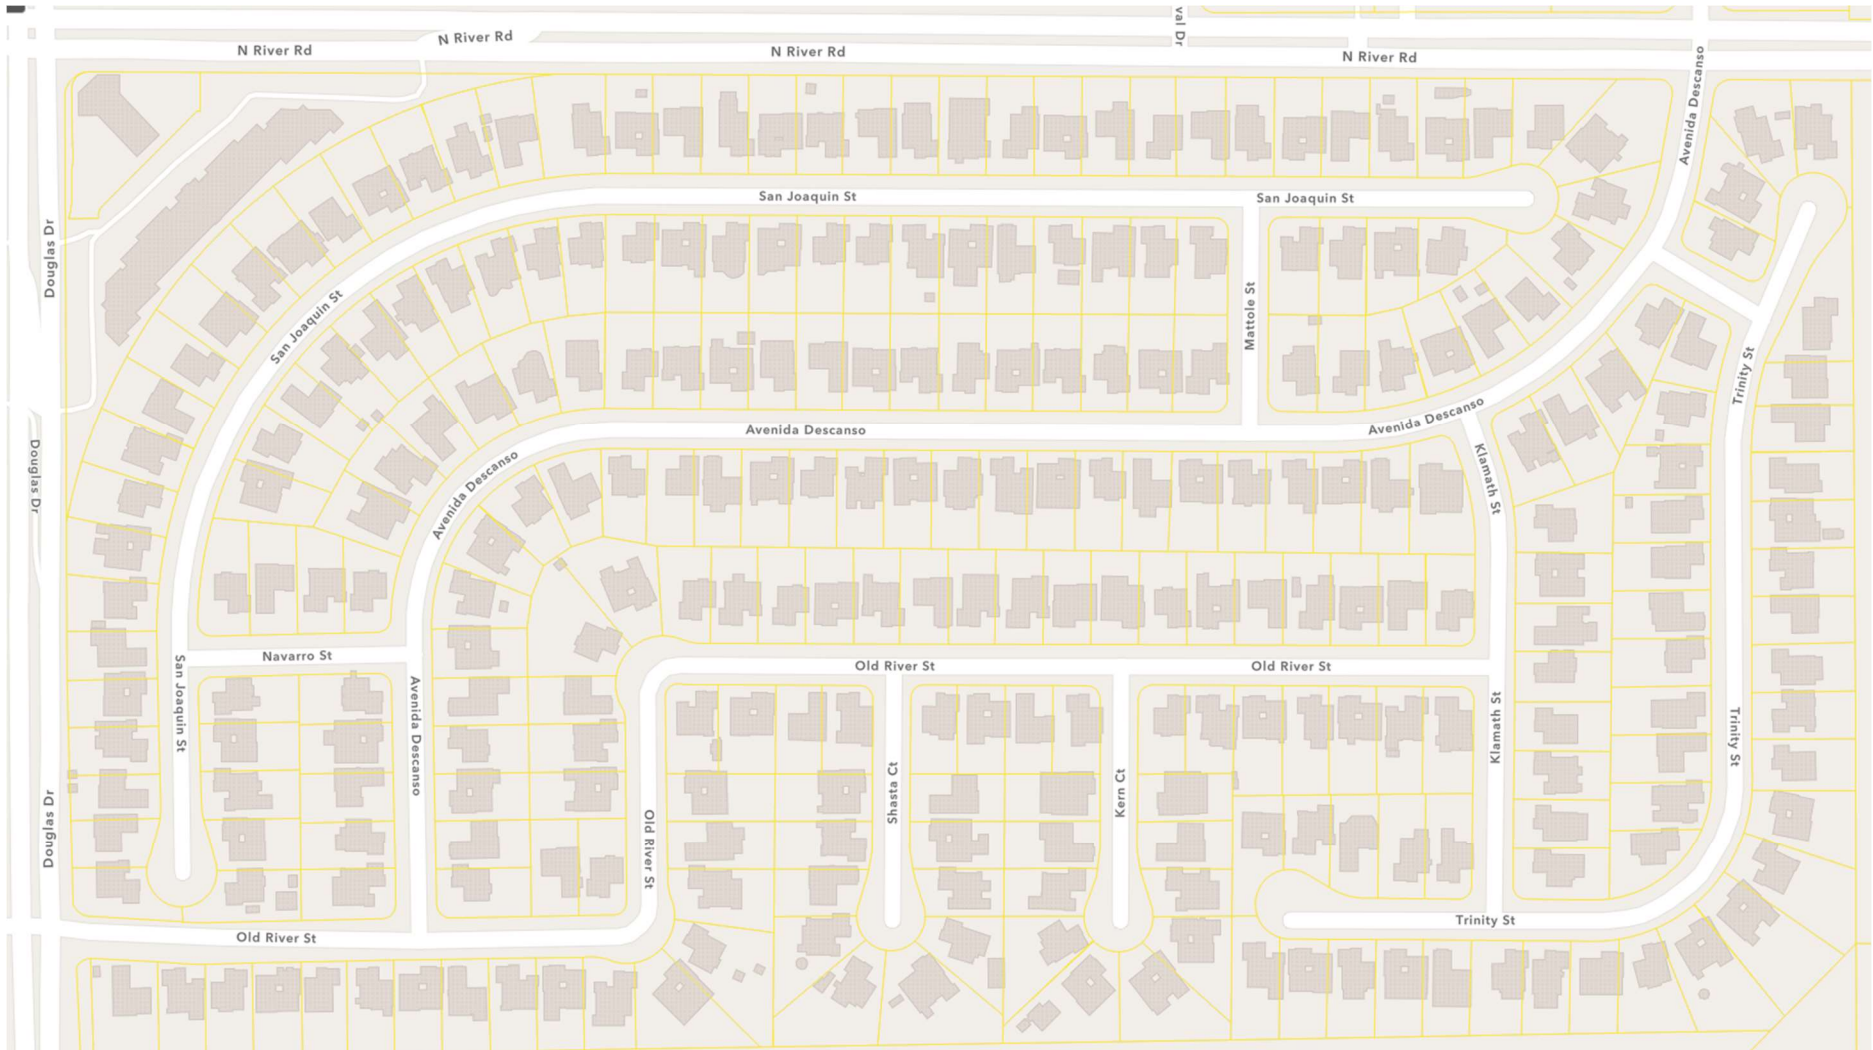 N River Rd
N River Rd
N River Rd
val Dr
N River Rd
Avenida Descanso
San Joaquin St
San Joaquin St
Douglas Dr
San Joaquin St
Mattole St
Trinity St
Avenida Descanso
Avenida Descanso
Douglas Dr
Avenida Descanso
Klamath St
Navarro St
Old River St
Old River St
San Joaquin St
Avenida Descanso
Klamath St
Trinity St
Shasta Ct
Kern Ct
Douglas Dr
Old River St
Trinity St
Old River St